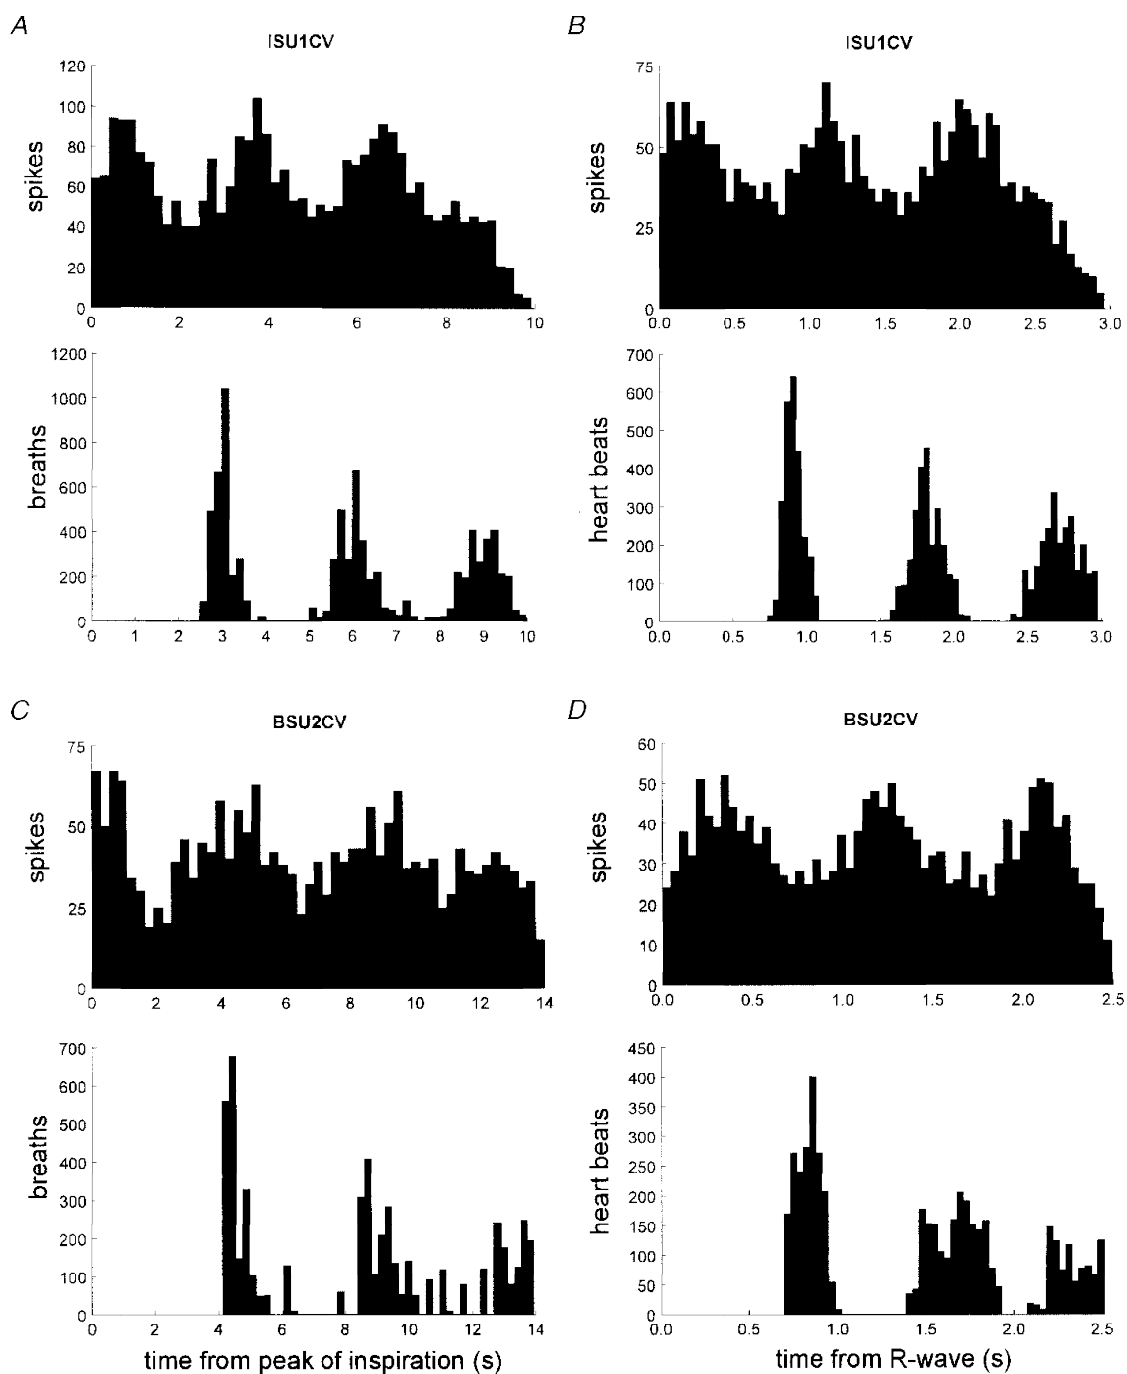 A
ISU1CV
spikes
120
100
80
60
40
20
0
0 2 4 6 8 10
breaths
1200
1000
800
600
400
200
0
0 1 2 3 4 5 6 7 8 9 10
B
ISU1CV
spikes
75
50
25
0
0.0 0.5 1.0 1.5 2.0 2.5 3.0
heart beats
700
600
500
400
300
200
100
0
0.0 0.5 1.0 1.5 2.0 2.5 3.0
C
BSU2CV
spikes
75
50
25
0
0 2 4 6 8 10 12 14
breaths
700
600
500
400
300
200
100
0
0 2 4 6 8 10 12 14
time from peak of inspiration (s)
D
BSU2CV
spikes
60
50
40
30
20
10
0
0.0 0.5 1.0 1.5 2.0 2.5
heart beats
450
400
350
300
250
200
150
100
50
0
0.0 0.5 1.0 1.5 2.0 2.5
time from R-wave (s)